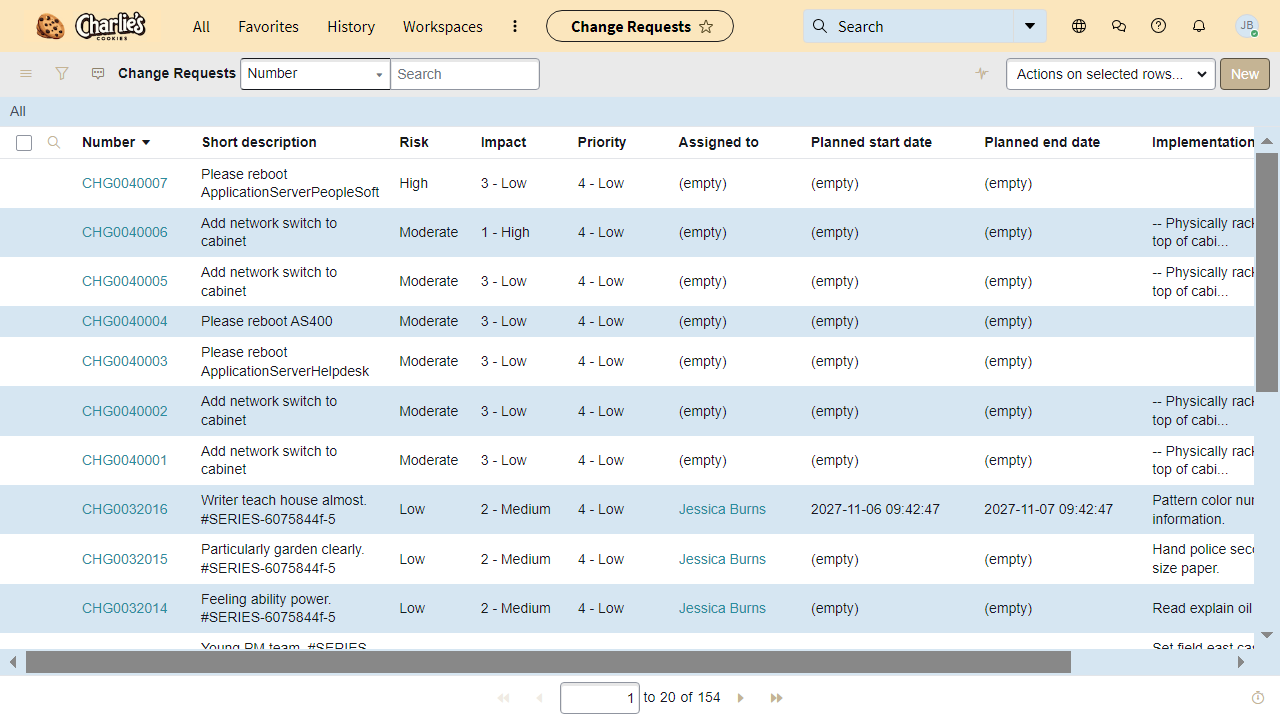 Charlie's COOKIES All Favorites History Workspaces Change Requests Search JB
Change Requests Number Search Actions on selected rows... New
All
Number Short description Risk Impact Priority Assigned to Planned start date Planned end date Implementation
CHG0040007 Please reboot ApplicationServerPeopleSoft High 3 - Low 4 - Low (empty) (empty) (empty)
CHG0040006 Add network switch to cabinet Moderate 1 - High 4 - Low (empty) (empty) (empty) -- Physically rack top of cabi...
CHG0040005 Add network switch to cabinet Moderate 3 - Low 4 - Low (empty) (empty) (empty) -- Physically rack top of cabi...
CHG0040004 Please reboot AS400 Moderate 3 - Low 4 - Low (empty) (empty) (empty)
CHG0040003 Please reboot ApplicationServerHelpdesk Moderate 3 - Low 4 - Low (empty) (empty) (empty)
CHG0040002 Add network switch to cabinet Moderate 3 - Low 4 - Low (empty) (empty) (empty) -- Physically rack top of cabi...
CHG0040001 Add network switch to cabinet Moderate 3 - Low 4 - Low (empty) (empty) (empty) -- Physically rack top of cabi...
CHG0032016 Writer teach house almost. #SERIES-6075844f-5 Low 2 - Medium 4 - Low Jessica Burns 2027-11-06 09:42:47 2027-11-07 09:42:47 Pattern color information.
CHG0032015 Particularly garden clearly. #SERIES-6075844f-5 Low 2 - Medium 4 - Low Jessica Burns (empty) (empty) Hand police size paper.
CHG0032014 Feeling ability power. #SERIES-6075844f-5 Low 2 - Medium 4 - Low Jessica Burns (empty) (empty) Read explain oil
Young PM team. #SERIES Set field east
1 to 20 of 154